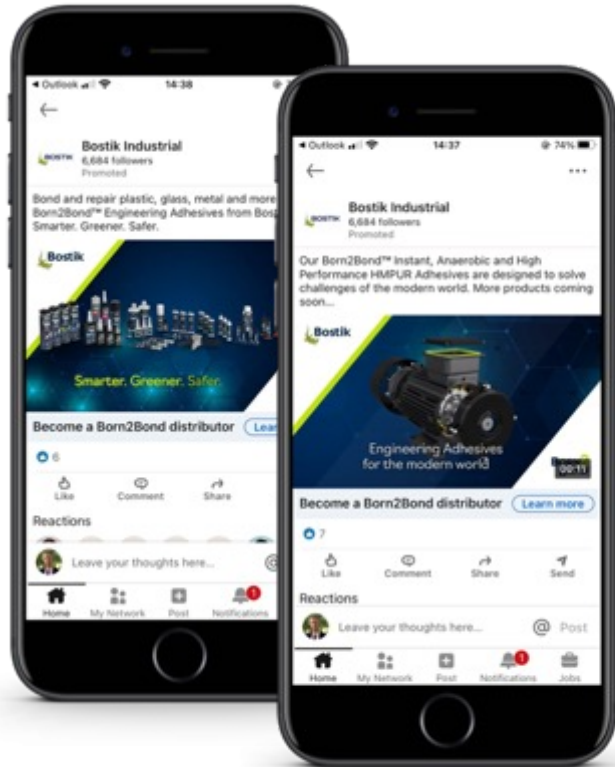 Outlook
14:38
Bostik Industrial
6,684 followers
Promoted
Bond and repair plastic, glass, metal and more
Born2Bond™ Engineering Adhesives from
Smarter. Greener. Safer.
Bostik
Smarter. Greener. Safer.
Become a Born2Bond distributor
6
Like
Comment
Share
Reactions
Leave your thoughts here...
Home
My Network
Post
Notifications
1
Outlook
14:37
74%
BOSTIK
Bostik Industrial
6,684 followers
Promoted
Our Born2Bond™ Instant, Anaerobic and High
Performance HMPUR Adhesives are designed to solve
challenges of the modern world. More products coming
soon...
Bostik
Engineering Adhesives
for the modern world
00:11
Become a Born2Bond distributor
Learn more
7
Like
Comment
Share
Send
Reactions
Leave your thoughts here...
@ Post
Home
My Network
Post
Notifications
1
Jobs